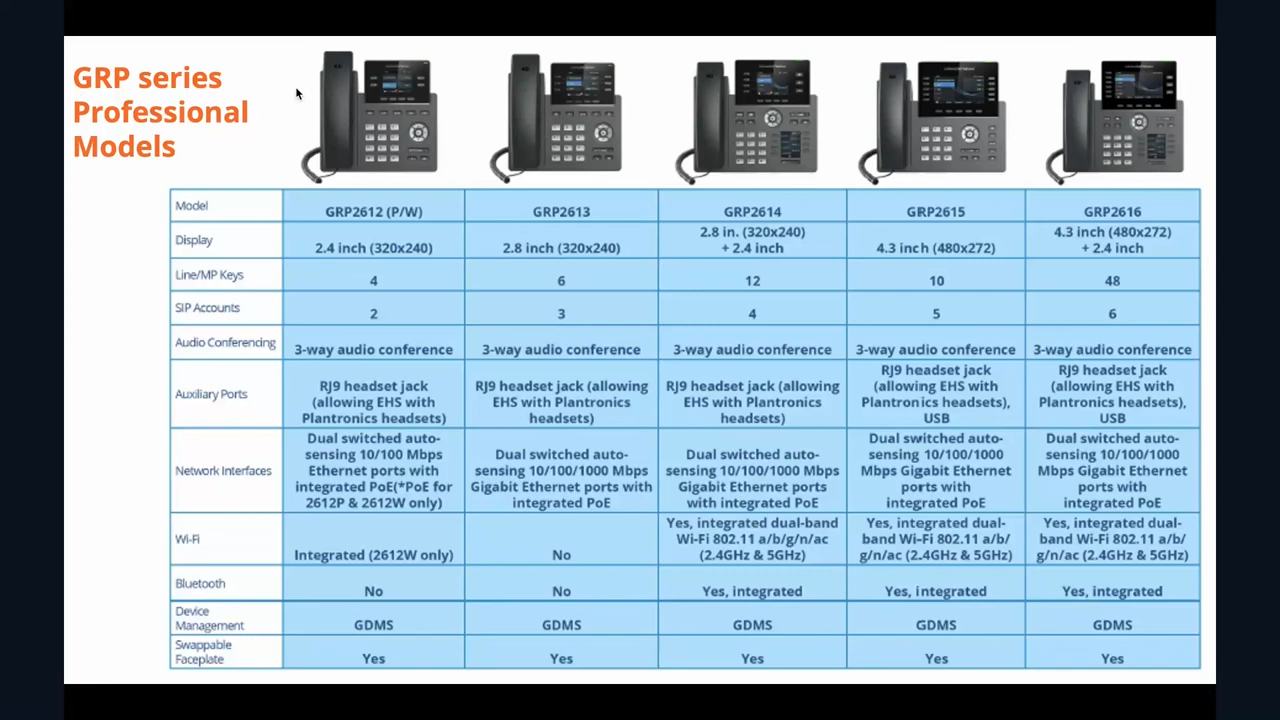 GRP series
Professional
Models
Model
GRP2612 (P/W)
GRP2613
GRP2614
GRP2615
GRP2616
Display
2.4 inch (320x240)
2.8 inch (320x240)
2.8 in. (320x240)
+ 2.4 inch
4.3 inch (480x272)
4.3 inch (480x272)
+ 2.4 inch
Line/MP Keys
4
6
12
10
48
SIP Accounts
2
3
4
5
6
Audio Conferencing
3-way audio conference
3-way audio conference
3-way audio conference
3-way audio conference
3-way audio conference
Auxiliary Ports
RJ9 headset jack
(allowing EHS with
Plantronics headsets)
RJ9 headset jack (allowing
EHS with Plantronics
headsets)
RJ9 headset jack (allowing
EHS with Plantronics
headsets)
RJ9 headset jack
(allowing EHS with
Plantronics headsets),
USB
RJ9 headset jack
(allowing EHS with
Plantronics headsets),
USB
Network Interfaces
Dual switched auto-
sensing 10/100 Mbps
Ethernet ports with
integrated PoE(*PoE for
2612P & 2612W only)
Dual switched auto-
sensing 10/100/1000 Mbps
Gigabit Ethernet ports with
integrated PoE
Dual switched auto-
sensing 10/100/1000 Mbps
Gigabit Ethernet ports
with integrated PoE
Dual switched auto-
sensing 10/100/1000
Mbps Gigabit Ethernet
ports with
integrated PoE
Dual switched auto-
sensing 10/100/1000
Mbps Gigabit Ethernet
ports with
integrated PoE
Wi-Fi
Integrated (2612W only)
No
Yes, integrated dual-band
Wi-Fi 802.11 a/b/g/n/ac
(2.4GHz & 5GHz)
Yes, integrated dual-
band Wi-Fi 802.11 a/b/
g/n/ac (2.4GHz & 5GHz)
Yes, integrated dual-
band Wi-Fi 802.11 a/b/
g/n/ac (2.4GHz & 5GHz)
Bluetooth
No
No
Yes, integrated
Yes, integrated
Yes, integrated
Device
Management
GDMS
GDMS
GDMS
GDMS
GDMS
Swappable
Faceplate
Yes
Yes
Yes
Yes
Yes